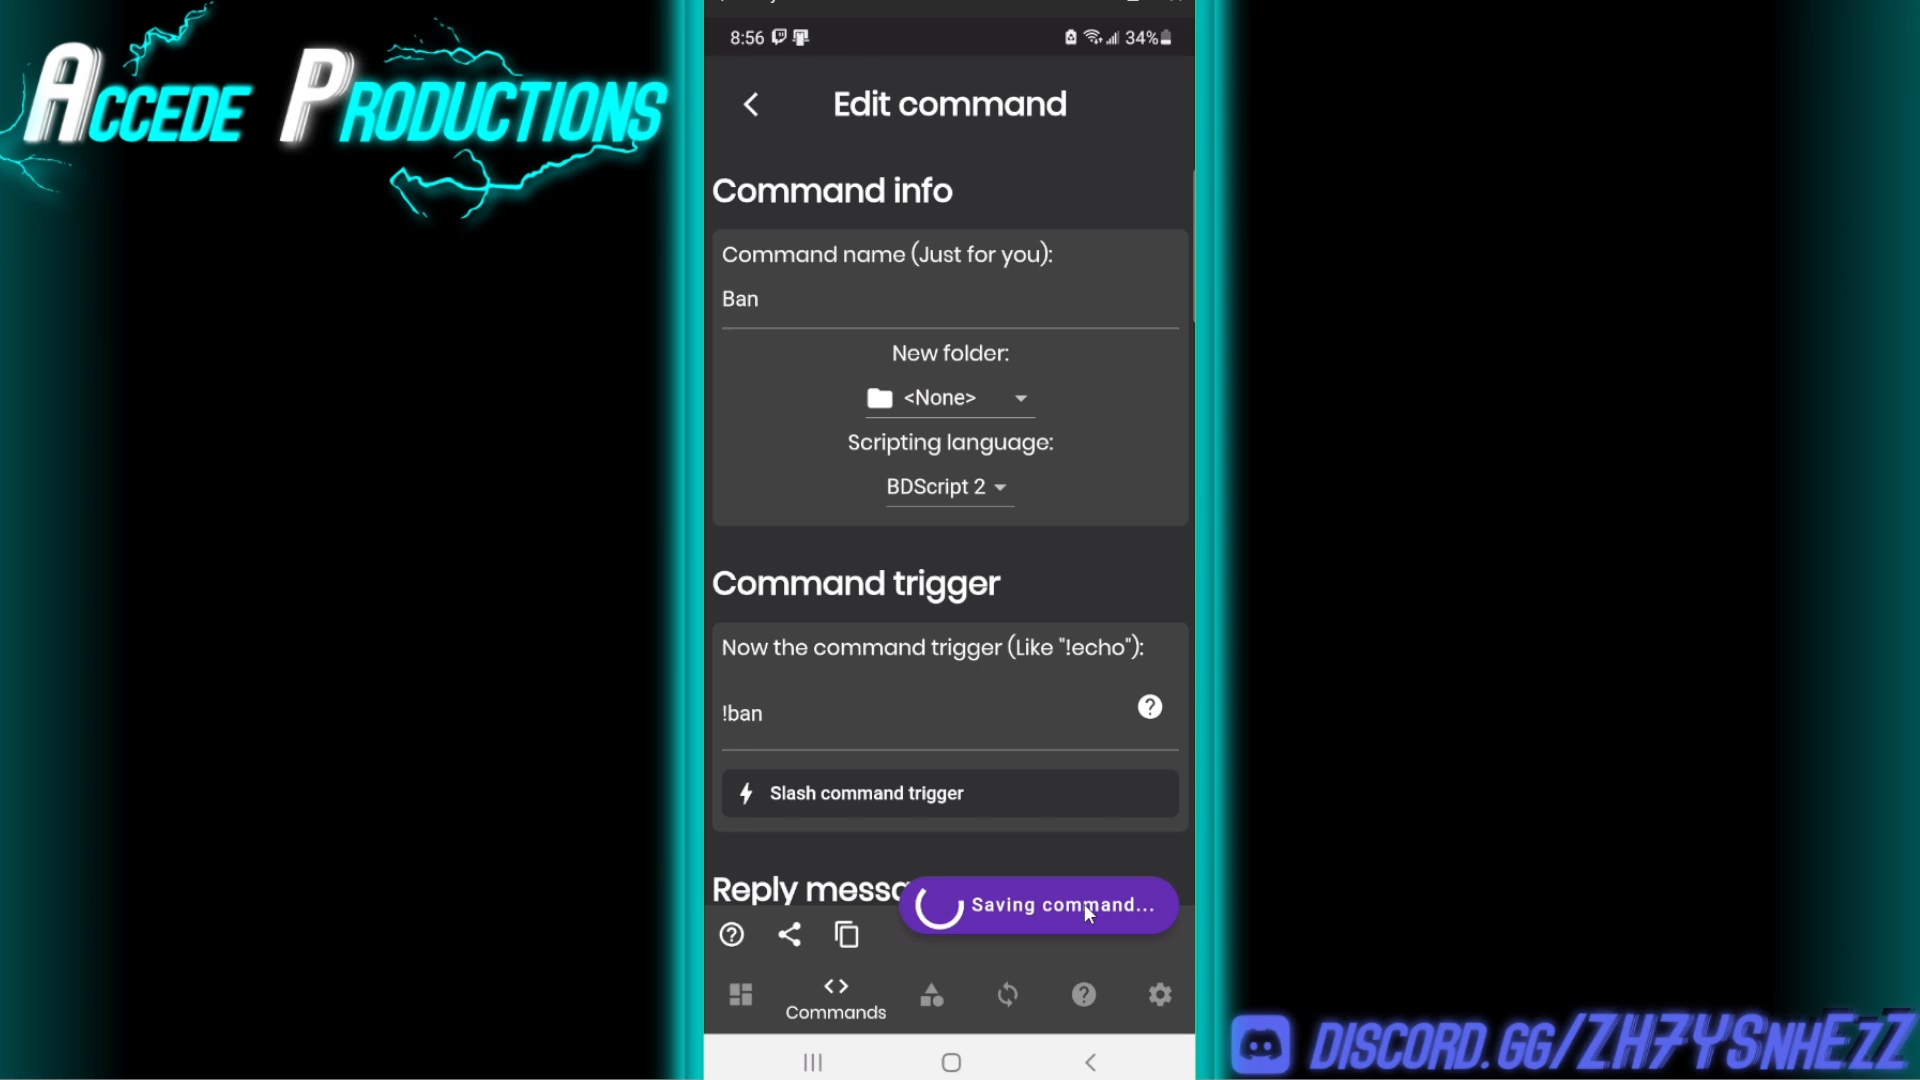 ACCEDE PRODUCTIONS
8:56
34%
Edit command
Command info
Command name (Just for you):
Ban
New folder:
<None>
Scripting language:
BDScript 2
Command trigger
Now the command trigger (Like "!echo"):
!ban
Slash command trigger
Reply messa
Saving command...
Commands
DISCORD.GG/ZH7YSNHEZZ